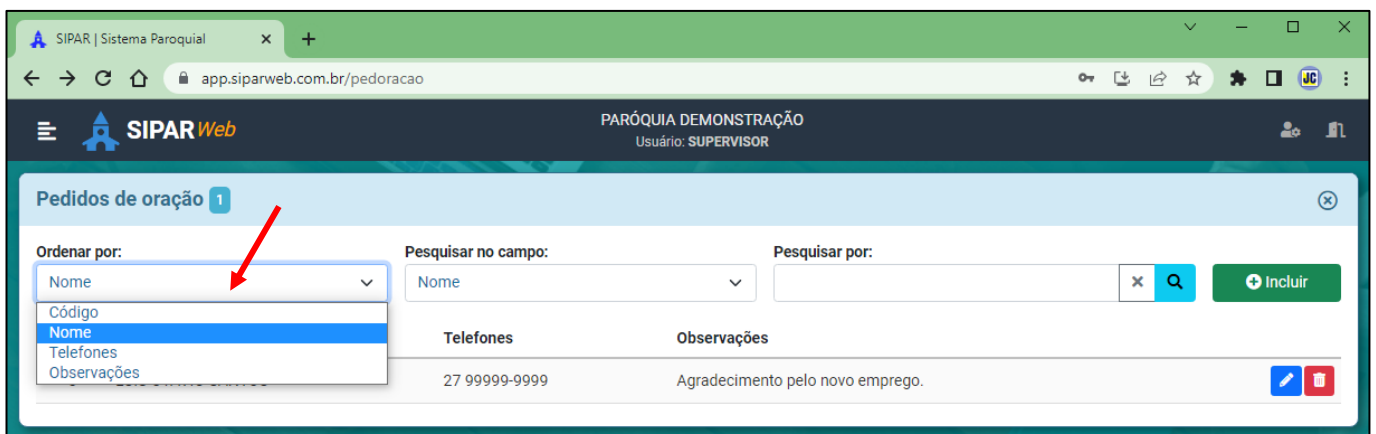 SIPAR | Sistema Paroquial
app.siparweb.com.br/pedoracao
JC
SIPAR Web
PARÓQUIA DEMONSTRAÇÃO
Usuário: SUPERVISOR
Pedidos de oração 1
Ordenar por: Pesquisar no campo: Pesquisar por:
Nome Nome Incluir
Código
Nome
Telefones
Observações
Telefones Observações
27 99999-9999 Agradecimento pelo novo emprego.